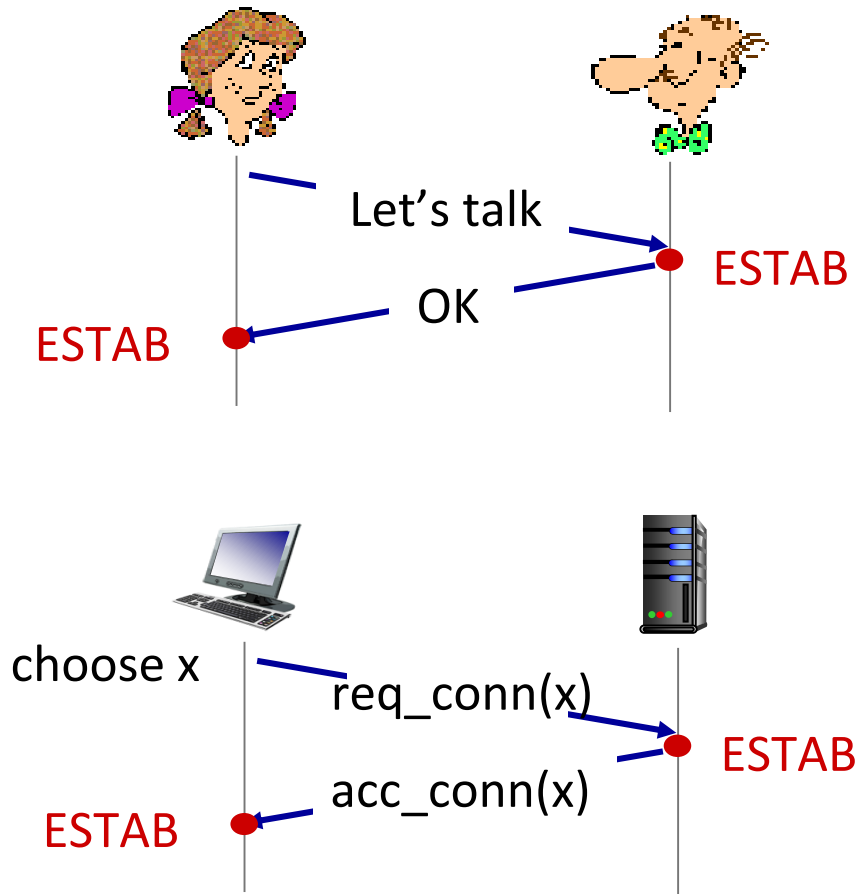 Let’s talk
ESTAB
OK
ESTAB
choose x
req_conn(x)
ESTAB
acc_conn(x)
ESTAB